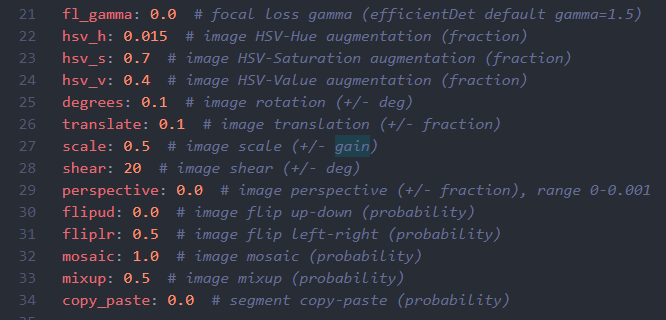 21 fl_gamma: 0.0 # focal loss gamma (efficientDet default gamma=1.5)
22 hsv_h: 0.015 # image HSV-Hue augmentation (fraction)
23 hsv_s: 0.7 # image HSV-Saturation augmentation (fraction)
24 hsv_v: 0.4 # image HSV-Value augmentation (fraction)
25 degrees: 0.1 # image rotation (+/- deg)
26 translate: 0.1 # image translation (+/- fraction)
27 scale: 0.5 # image scale (+/- gain)
28 shear: 20 # image shear (+/- deg)
29 perspective: 0.0 # image perspective (+/- fraction), range 0-0.001
30 flipud: 0.0 # image flip up-down (probability)
31 fliplr: 0.5 # image flip left-right (probability)
32 mosaic: 1.0 # image mosaic (probability)
33 mixup: 0.5 # image mixup (probability)
34 copy_paste: 0.0 # segment copy-paste (probability)